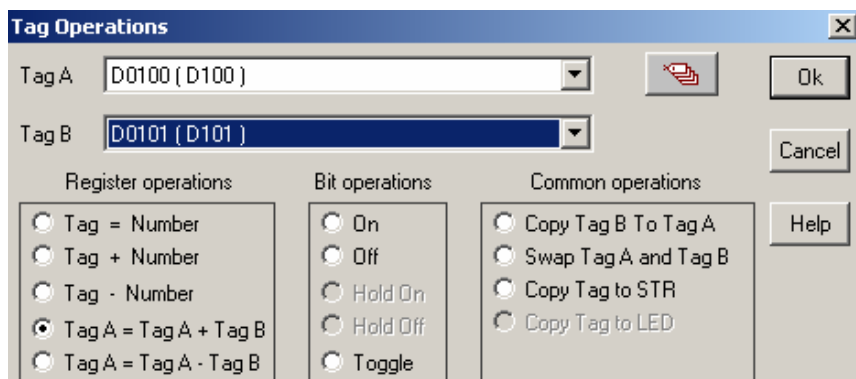 Tag Operations
Tag A
D0100 ( D100 )
Ok
Tag B
D0101 ( D101 )
Cancel
Register operations
Bit operations
Common operations
Help
Tag = Number
Tag + Number
Tag - Number
Tag A = Tag A + Tag B
Tag A = Tag A - Tag B
On
Off
Hold On
Hold Off
Toggle
Copy Tag B To Tag A
Swap Tag A and Tag B
Copy Tag to STR
Copy Tag to LED